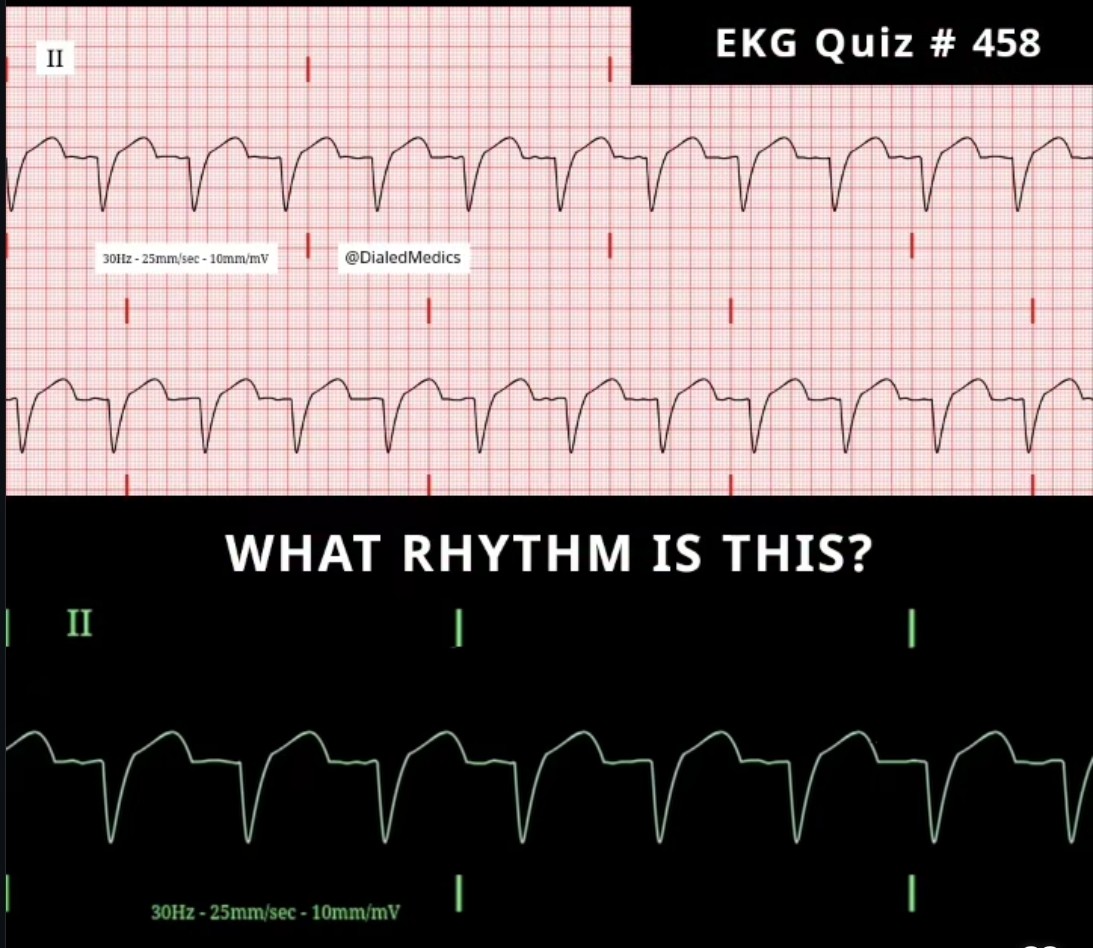 EKG Quiz # 458
II
30Hz - 25mm/sec - 10mm/mV
@DialedMedics
WHAT RHYTHM IS THIS?
II
30Hz - 25mm/sec - 10mm/mV